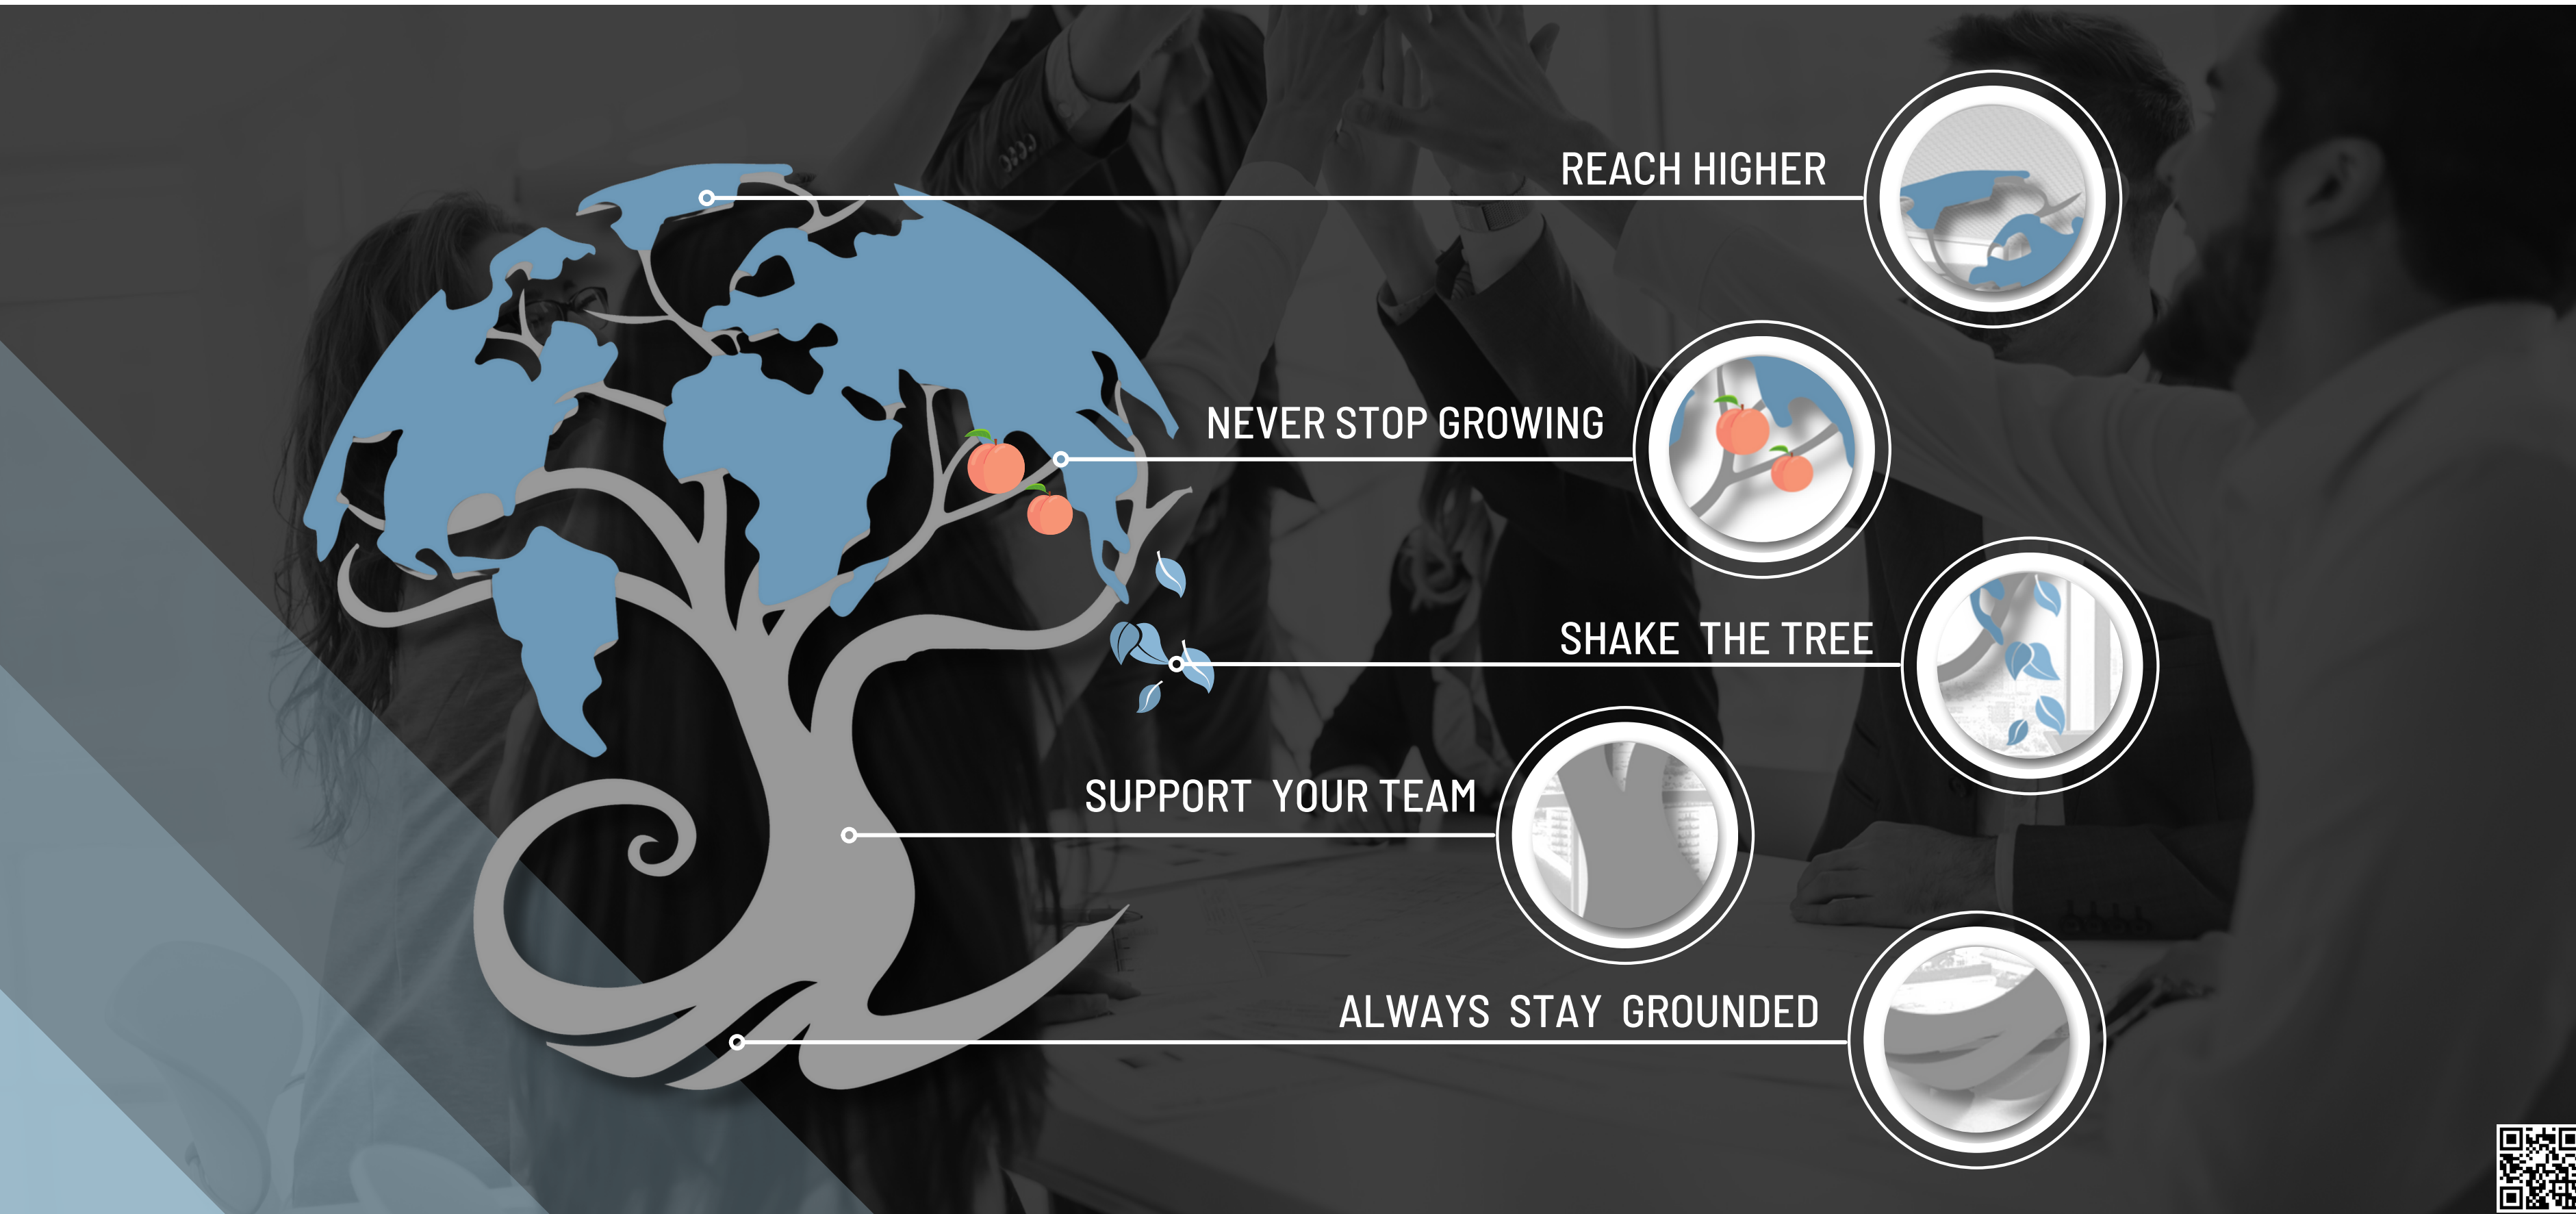 REACH HIGHER
NEVER STOP GROWING
SHAKE THE TREE
SUPPORT YOUR TEAM
ALWAYS STAY GROUNDED